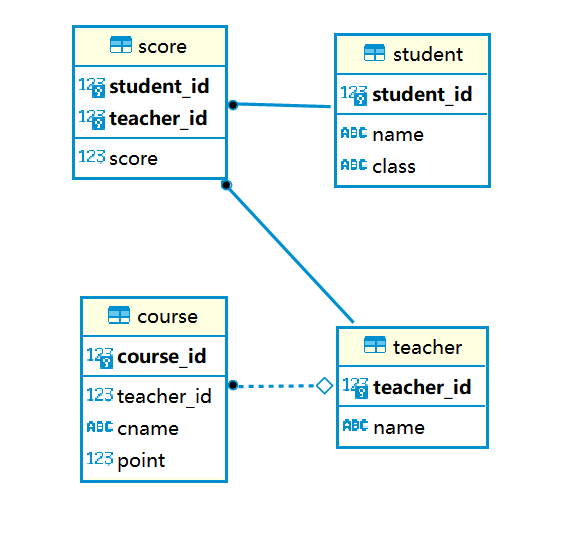 score
123 student_id
123 teacher_id
123 score
student
123 student_id
ABC name
ABC class
course
123 course_id
123 teacher_id
ABC cname
123 point
teacher
123 teacher_id
ABC name